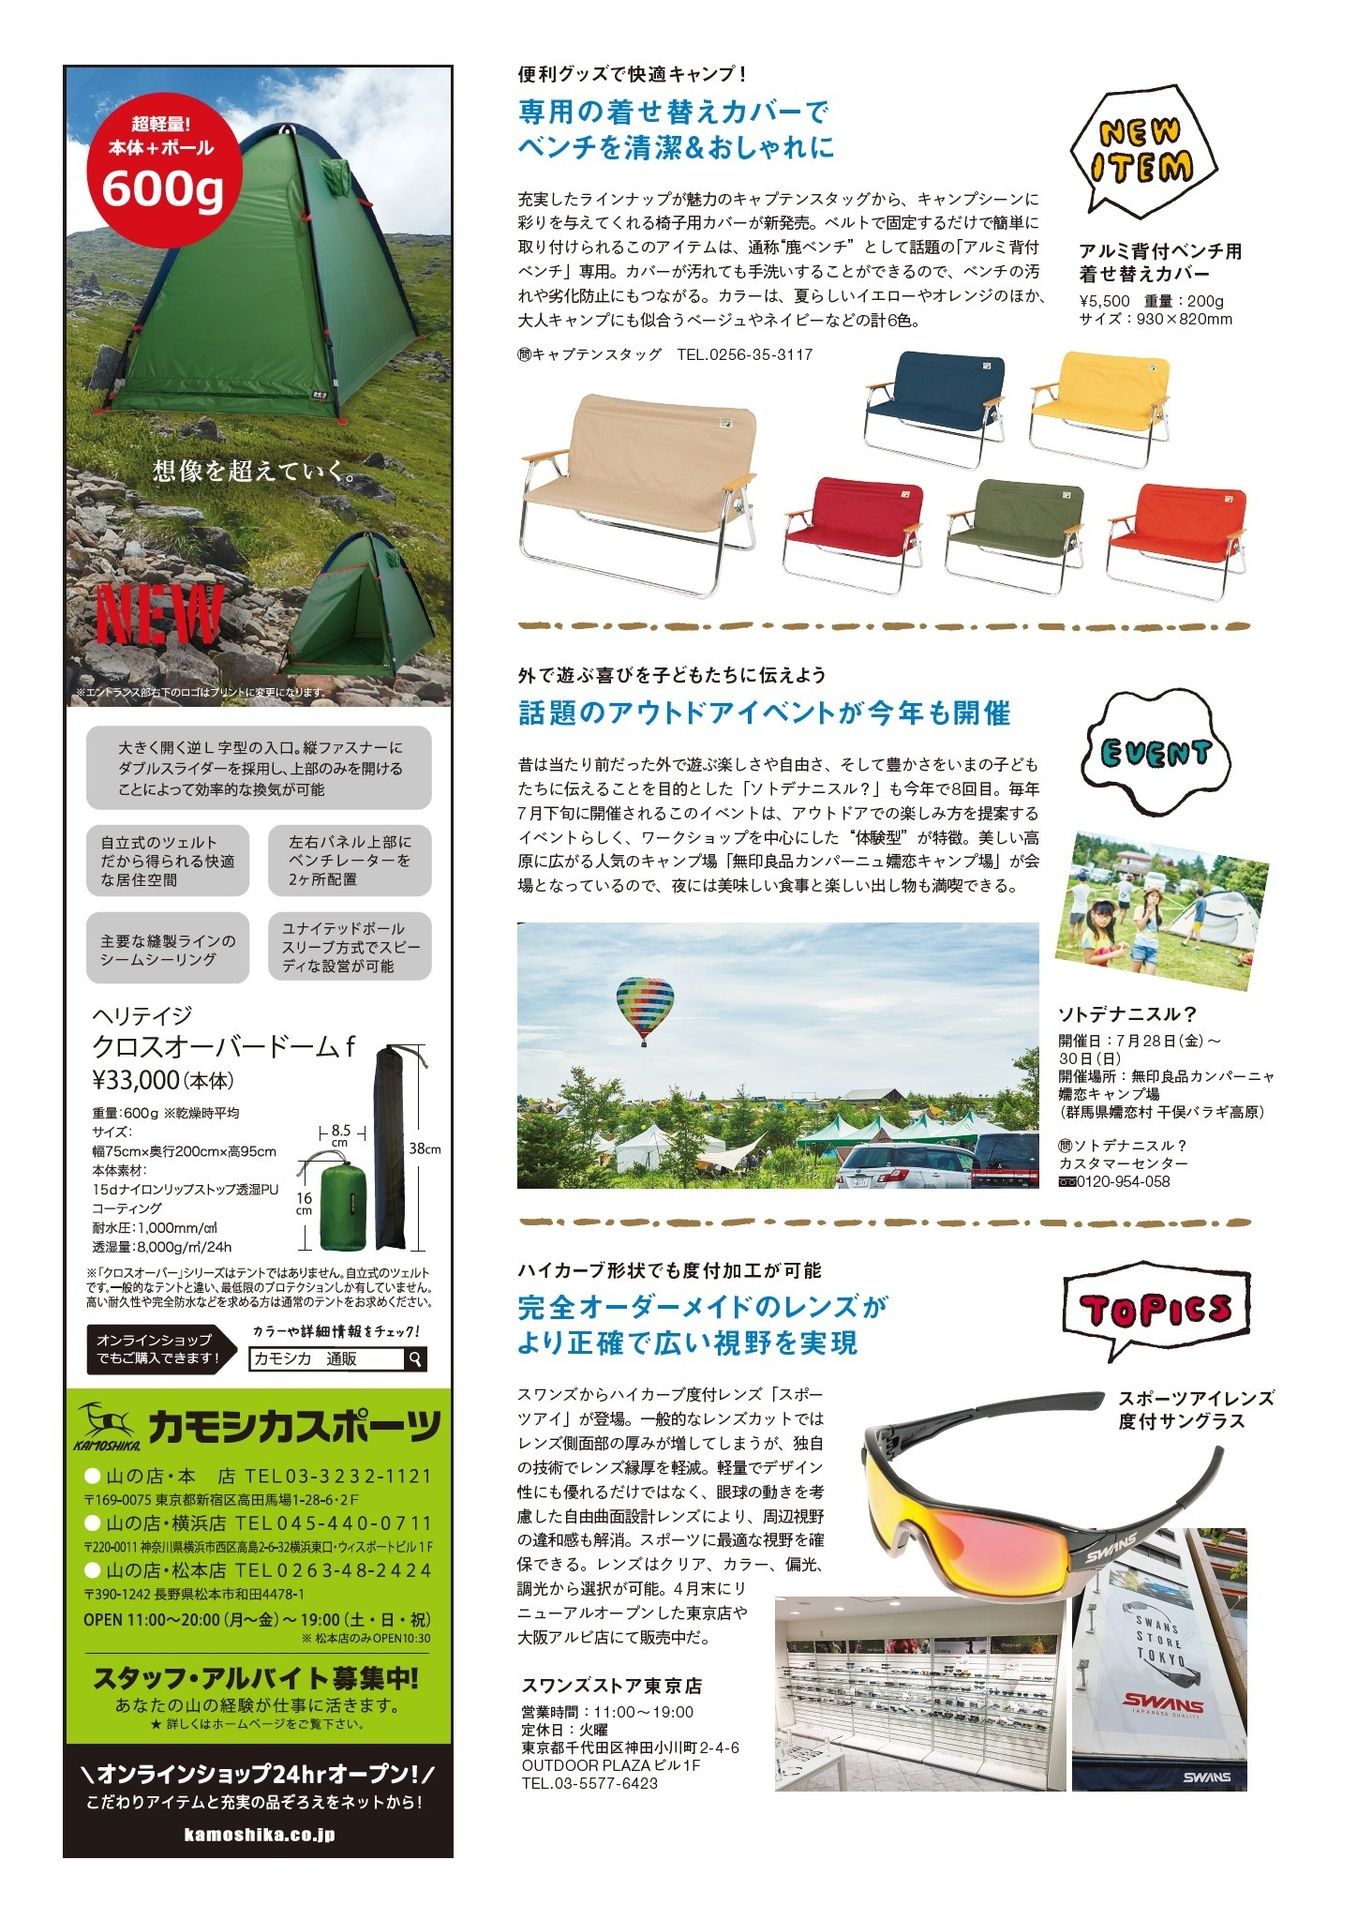 超軽量!
本体＋ポール
600g
想像を超えていく。
NEW
※エントランス部右下のロゴはプリントに変更になります。
大きく開く逆Ｌ字型の入口。縦ファスナーに
ダブルスライダーを採用し、上部のみを開ける
ことによって効率的な換気が可能
自立式のツェルト
だから得られる快適
な居住空間
左右パネル上部に
ベンチレーターを
2ヶ所配置
主要な縫製ラインの
シームシーリング
ユナイテッドポール
スリーブ方式でスピー
ディな設営が可能
ヘリテイジ
クロスオーバードームｆ
¥33,000（本体）
重量：600ｇ ※乾燥時平均
サイズ：
幅75cm×奥行200cm×高95cm
本体素材：
15dナイロンリップストップ透湿PU
コーティング
耐水圧：1,000mm/㎠
透湿量：8,000g/㎡/24h
8.5
cm
38cm
16
cm
※「クロスオーバー」シリーズはテントではありません。自立式のツェルト
です。一般的なテントと違い、最低限のプロテクションしか有していません。
高い耐久性や完全防水などを求める方は通常のテントをお求めください。
オンラインショップ
でもご購入できます！
カラーや詳細情報をチェック！
カモシカ　通販
KAMOSHIKA.
カモシカスポーツ
●山の店・本　店 TEL03-3232-1121
〒169-0075 東京都新宿区高田馬場1-28-6・2Ｆ
●山の店・横浜店 TEL045-440-0711
〒220-0011 神奈川県横浜市西区高島2-6-32横浜東口・ウィスポートビル1Ｆ
●山の店・松本店 TEL0263-48-2424
〒390-1242 長野県松本市和田4478-1
OPEN 11:00～20:00（月～金）～19:00（土・日・祝）
※ 松本店のみOPEN10:30
スタッフ・アルバイト募集中!
あなたの山の経験が仕事に活きます。
★ 詳しくはホームページをご覧下さい。
＼オンラインショップ24hrオープン！／
こだわりアイテムと充実の品ぞろえをネットから！
kamoshika.co.jp
便利グッズで快適キャンプ！
専用の着せ替えカバーで
ベンチを清潔＆おしゃれに
充実したラインナップが魅力のキャプテンスタッグから、キャンプシーンに
彩りを与えてくれる椅子用カバーが新発売。ベルトで固定するだけで簡単に
取り付けられるこのアイテムは、通称“鹿ベンチ”として話題の「アルミ背付
ベンチ」専用。カバーが汚れても手洗いすることができるので、ベンチの汚
れや劣化防止にもつながる。カラーは、夏らしいイエローやオレンジのほか、
大人キャンプにも似合うベージュやネイビーなどの計6色。
㉄キャプテンスタッグ　TEL.0256-35-3117
NEW
ITEM
アルミ背付ベンチ用
着せ替えカバー
¥5,500　重量：200g
サイズ：930×820mm
外で遊ぶ喜びを子どもたちに伝えよう
話題のアウトドアイベントが今年も開催
昔は当たり前だった外で遊ぶ楽しさや自由さ、そして豊かさをいまの子ども
たちに伝えることを目的とした「ソトデナニスル？」も今年で8回目。毎年
7月下旬に開催されるこのイベントは、アウトドアでの楽しみ方を提案する
イベントらしく、ワークショップを中心にした“体験型”が特徴。美しい高
原に広がる人気のキャンプ場「無印良品カンパーニュ嬬恋キャンプ場」が会
場となっているので、夜には美味しい食事と楽しい出し物も満喫できる。
EVENT
ソトデナニスル？
開催日：7月28日（金）～
30日（日）
開催場所：無印良品カンパーニャ
嬬恋キャンプ場
（群馬県嬬恋村 干俣バラギ高原）
㉄ソトデナニスル？
カスタマーセンター
0120-954-058
ハイカーブ形状でも度付加工が可能
完全オーダーメイドのレンズが
より正確で広い視野を実現
スワンズからハイカーブ度付レンズ「スポー
ツアイ」が登場。一般的なレンズカットでは
レンズ側面部の厚みが増してしまうが、独自
の技術でレンズ縁厚を軽減。軽量でデザイン
性にも優れるだけではなく、眼球の動きを考
慮した自由曲面設計レンズにより、周辺視野
の違和感も解消。スポーツに最適な視野を確
保できる。レンズはクリア、カラー、偏光、
調光から選択が可能。4月末にリ
ニューアルオープンした東京店や
大阪アルビ店にて販売中だ。
TOPICS
スポーツアイレンズ
度付サングラス
SWANS
スワンズストア東京店
営業時間：11:00～19:00
定休日：火曜
東京都千代田区神田小川町2-4-6
OUTDOOR PLAZAビル1F
TEL.03-5577-6423
SWANS
STORE
TOKYO
SWANS
JAPANESE QUALITY
SWANS